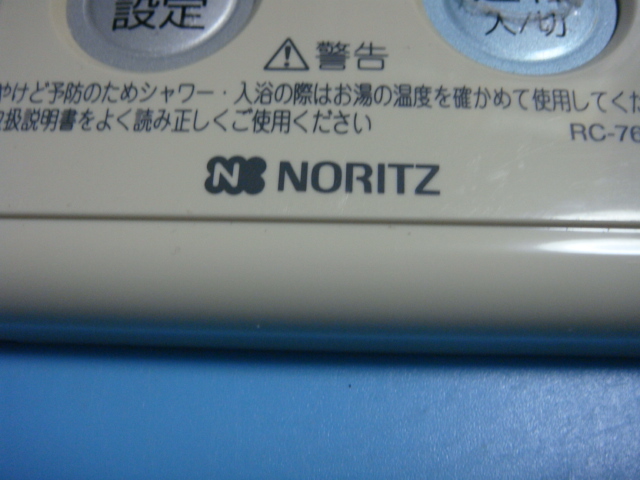 設定
入/切
警告
やけど予防のためシャワー・入浴の際はお湯の温度を確かめて使用してくだ
取扱説明書をよく読み正しくご使用ください
RC-76
NORITZ